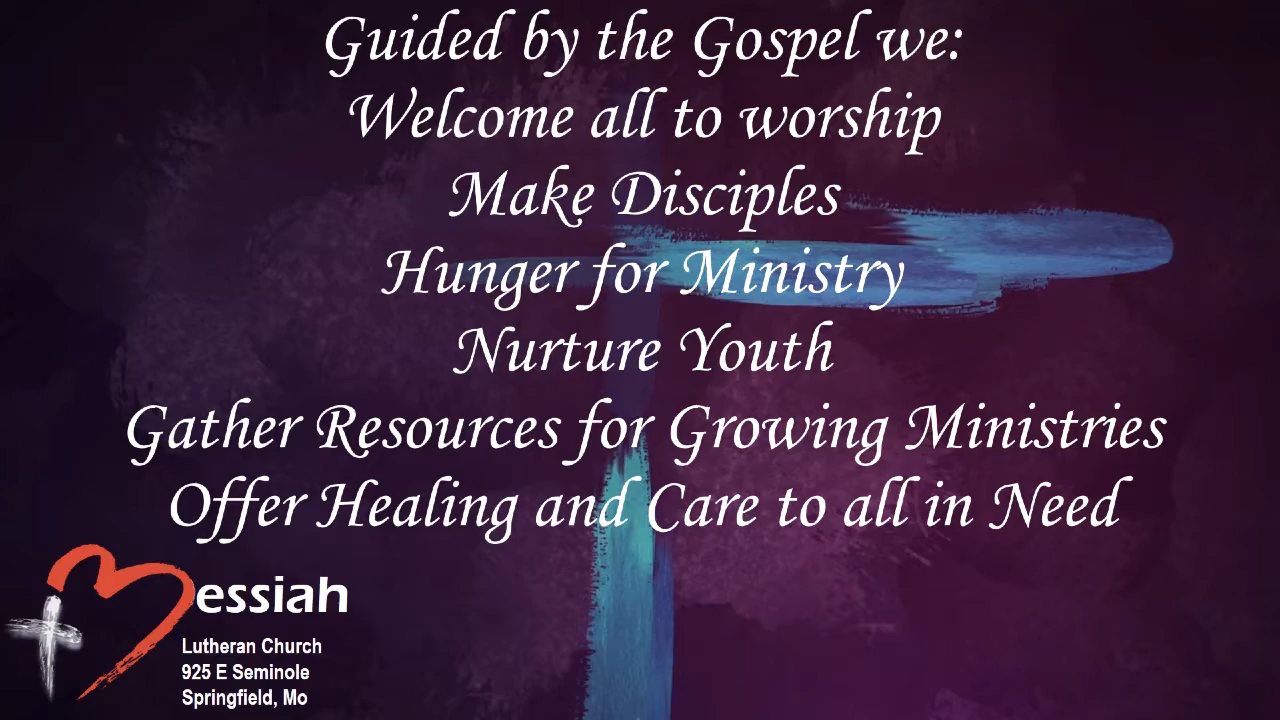 Guided by the Gospel we:
Welcome all to worship
Make Disciples
Hunger for Ministry
Nurture Youth
Gather Resources for Growing Ministries
Offer Healing and Care to all in Need
Messiah
Lutheran Church
925 E Seminole
Springfield, Mo